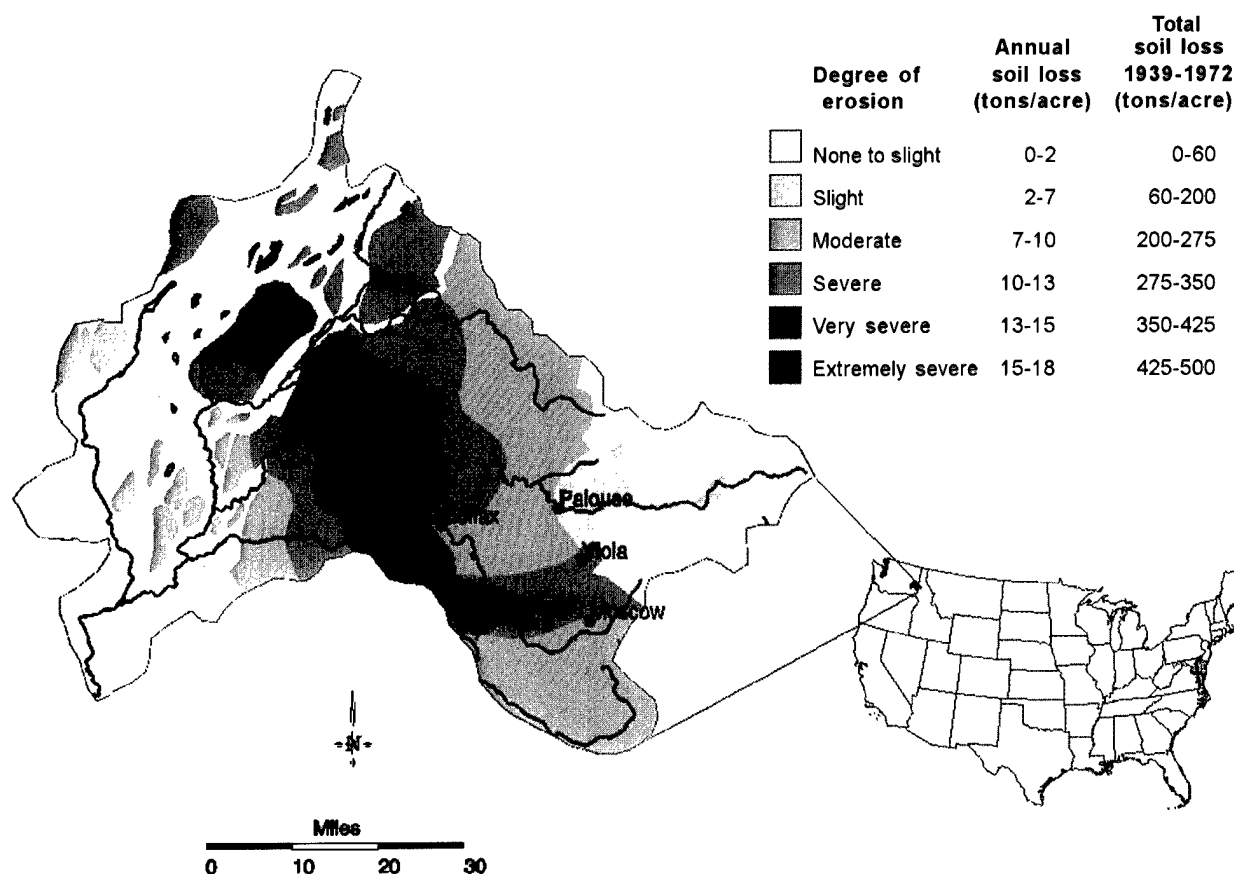 Degree of erosion Annual soil loss (tons/acre) Total soil loss 1939-1972 (tons/acre)
None to slight 0-2 0-60
Slight 2-7 60-200
Moderate 7-10 200-275
Severe 10-13 275-350
Very severe 13-15 350-425
Extremely severe 15-18 425-500
Palouse
N
Miles
0 10 20 30